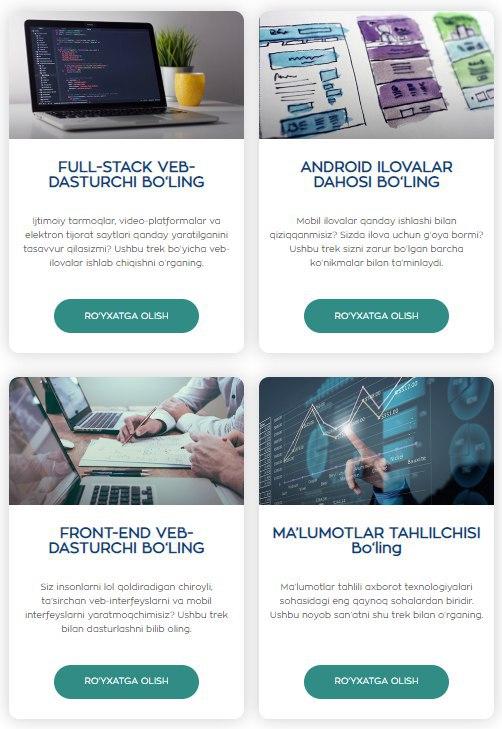 FULL-STACK VEB-
DASTURCHI BO‘LING
Ijtimoiy tarmoqlar, video-platformalar va
elektron tijorat saytlari qanday yaratilganini
tasavvur qilasizmi? Ushbu trek bo‘yicha veb-
ilovalar ishlab chiqishni o‘rganing.
RO‘YXATGA OLISH
ANDROID ILOVALAR
DAHOSI BO‘LING
Mobil ilovalar qanday ishlashi bilan
qiziqqanmisiz? Sizda ilova uchun g‘oya bormi?
Ushbu trek sizni zarur bo‘lgan barcha
ko‘nikmalar bilan ta‘minlaydi.
RO‘YXATGA OLISH
FRONT-END VEB-
DASTURCHI BO‘LING
Siz insonlarni lol qoldiradigan chiroyli,
ta‘sirchan veb-interfeyslarni va mobil
interfeyslarni yaratmoqchimisiz? Ushbu trek
bilan dasturlashni bilib oling.
RO‘YXATGA OLISH
MA’LUMOTLAR TAHLILCHISI
Bo‘ling
Ma’lumotlar tahlili axborot texnologiyalari
sohasidagi eng qaynoq sohalardan biridir.
Ushbu noyob san’atni shu trek bilan o‘rganing.
RO‘YXATGA OLISH